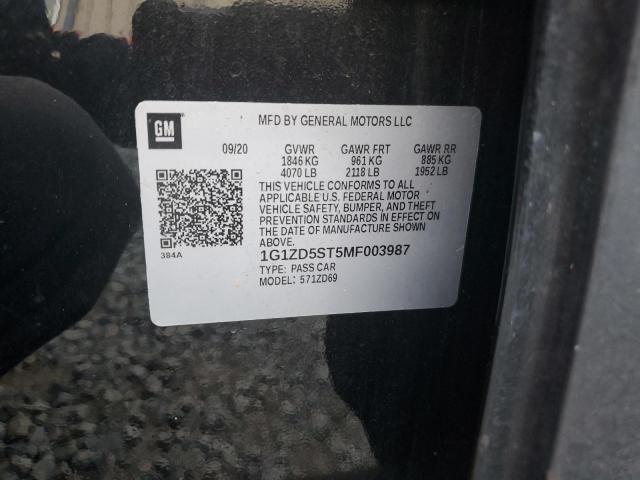 GM
MFD BY GENERAL MOTORS LLC
09/20 GVWR GAWR FRT GAWR RR
1846 KG 961 KG 885 KG
4070 LB 2118 LB 1952 LB
THIS VEHICLE CONFORMS TO ALL
APPLICABLE U.S. FEDERAL MOTOR
VEHICLE SAFETY, BUMPER, AND THEFT
PREVENTION STANDARDS IN EFFECT ON
THE DATE OF MANUFACTURE SHOWN
ABOVE.
384A
1G1ZD5ST5MF003987
TYPE: PASS CAR
MODEL: 571ZD69